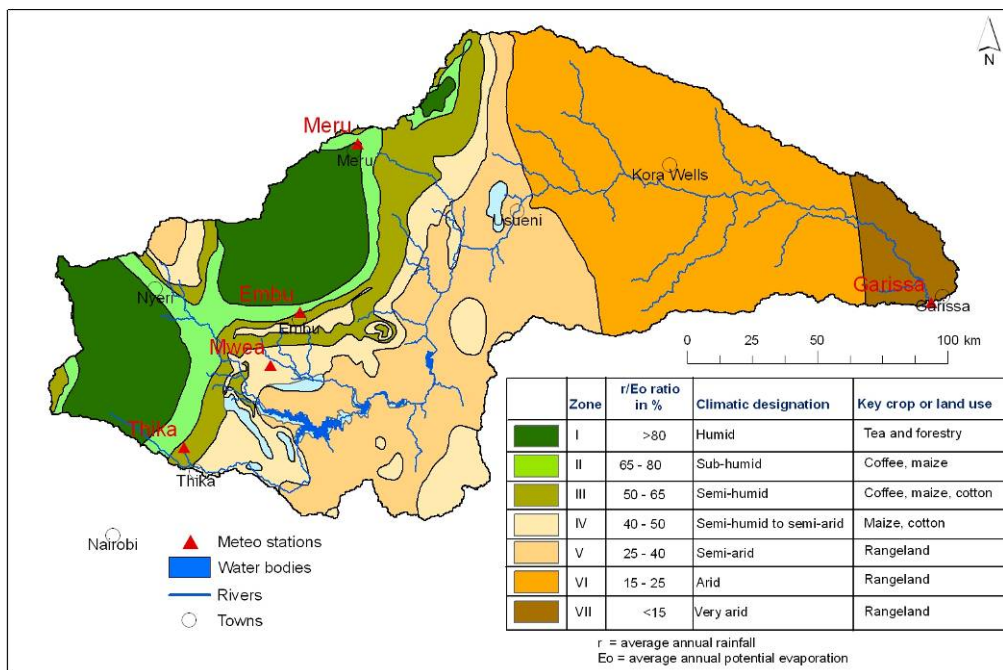 N
Meru
Meru
Kora Wells
Usueni
Nyeri
Garissa
Garissa
Embu
Embu
Mwea
0 25 50 75 100 km
Thika
Thika
Nairobi
Meteo stations
Water bodies
Rivers
Towns
Zone r/Eo ratio in % Climatic designation Key crop or land use
I >80 Humid Tea and forestry
II 65 - 80 Sub-humid Coffee, maize
III 50 - 65 Semi-humid Coffee, maize, cotton
IV 40 - 50 Semi-humid to semi-arid Maize, cotton
V 25 - 40 Semi-arid Rangeland
VI 15 - 25 Arid Rangeland
VII <15 Very arid Rangeland
r = average annual rainfall
Eo = average annual potential evaporation